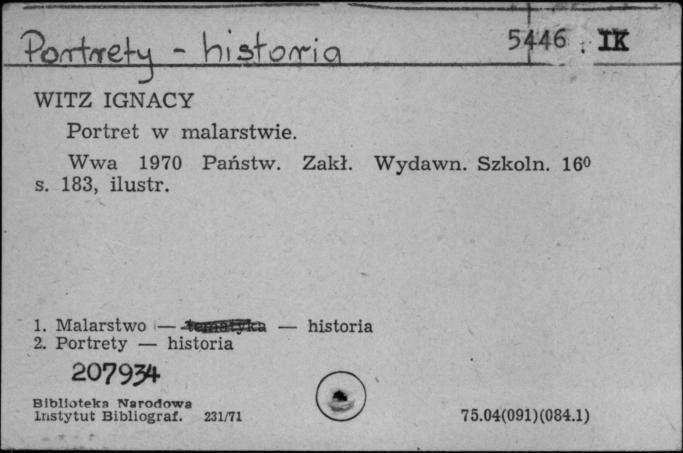 Portrety - historia 5446 IK
WITZ IGNACY
Portret w malarstwie.
Wwa 1970 Państw. Zakł. Wydawn. Szkoln. 16⁰
s. 183, ilustr.
1. Malarstwo — tematyka — historia
2. Portrety — historia
207934
Biblioteka Narodowa
Instytut Bibliograf. 231/71
75.04(091)(084.1)